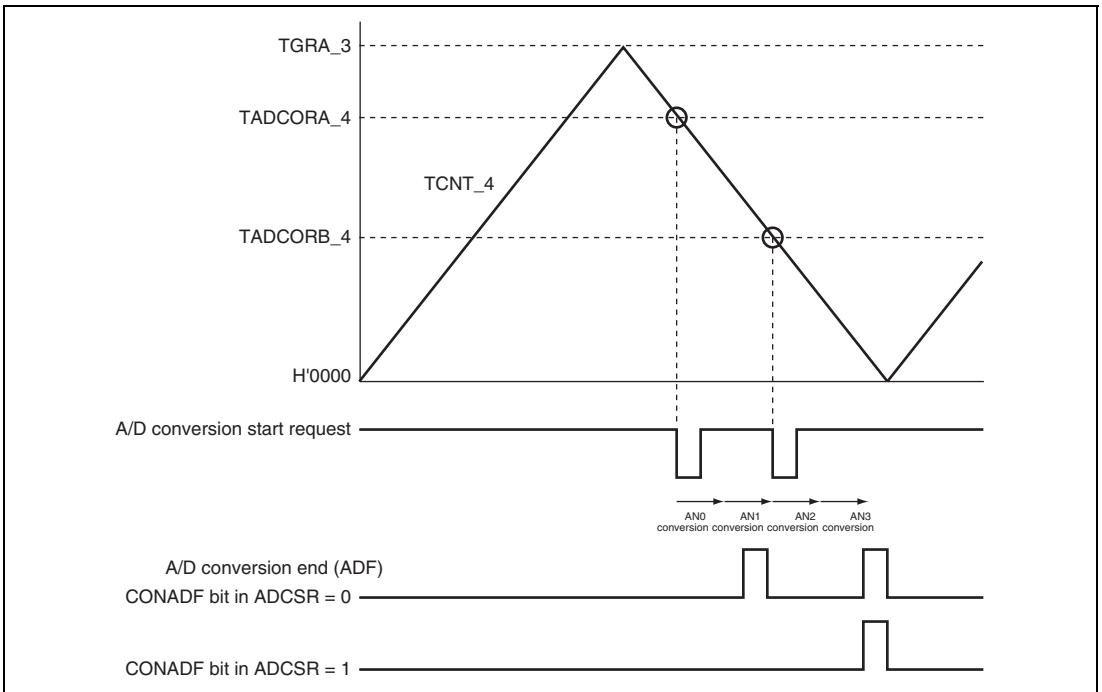 TGRA_3
TADCORA_4
TCNT_4
TADCORB_4
H'0000
A/D conversion start request
AN0 AN1 AN2 AN3
conversion conversion conversion conversion
A/D conversion end (ADF)
CONADF bit in ADCSR = 0
CONADF bit in ADCSR = 1